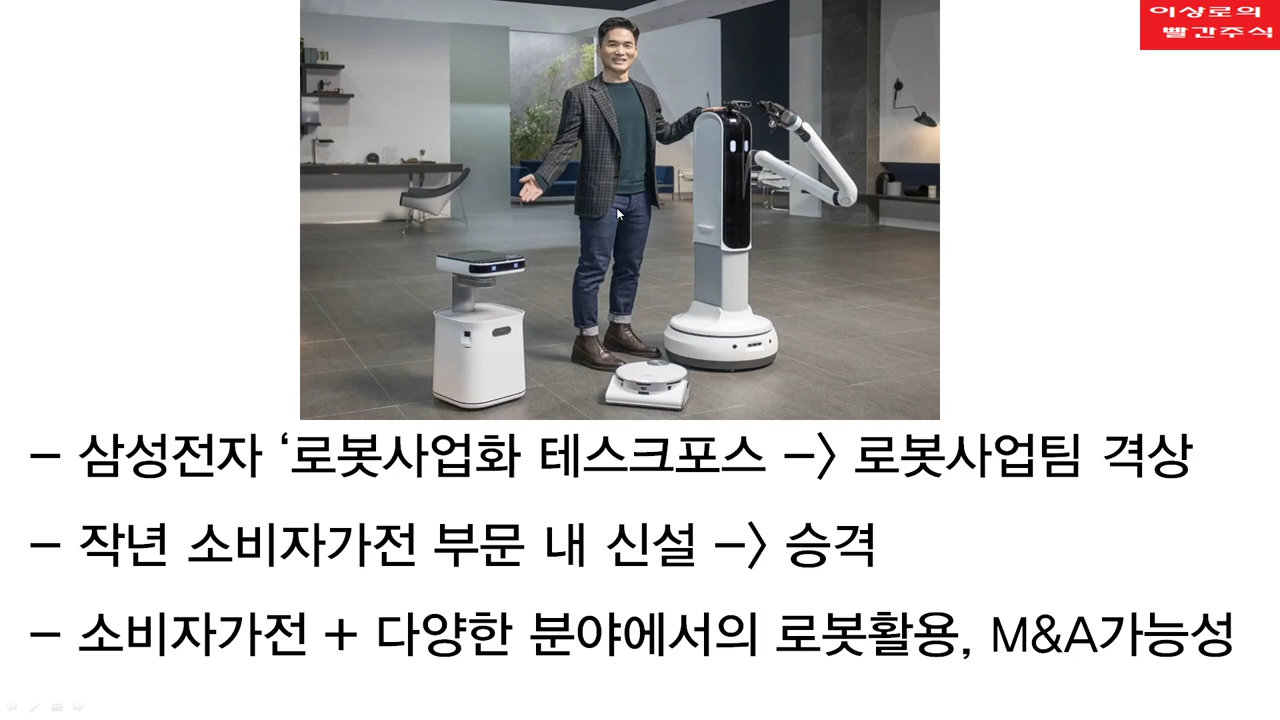 이상로의
빨간주식
– 삼성전자 ‘로봇사업화 테스크포스 –> 로봇사업팀 격상
– 작년 소비자가전 부문 내 신설 –> 승격
– 소비자가전 + 다양한 분야에서의 로봇활용, M&A가능성